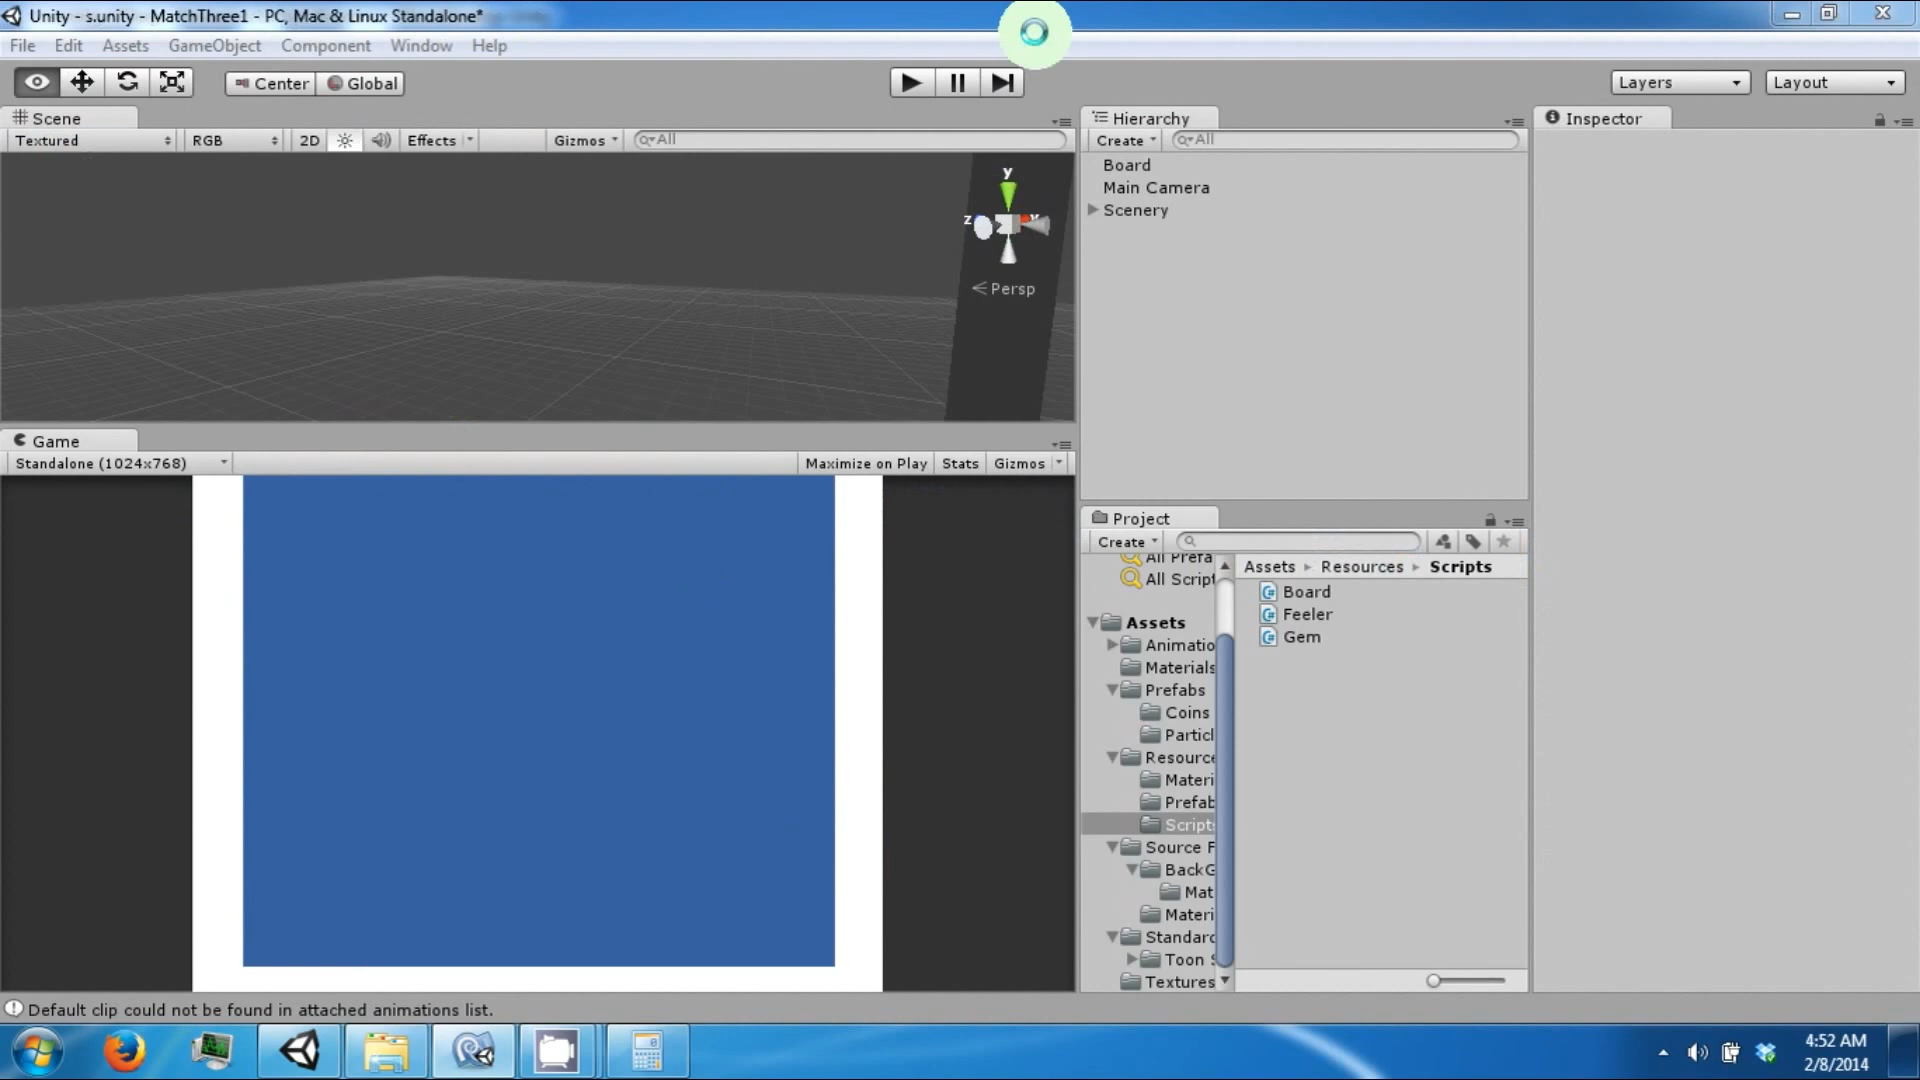 Unity - s.unity - MatchThree1 - PC, Mac & Linux Standalone*
File Edit Assets GameObject Component Window Help
Center Global Layers Layout
Scene
Textured RGB 2D Effects Gizmos All
y
z
Persp
Hierarchy
Create All
Board
Main Camera
Scenery
Inspector
Game
Standalone (1024x768) Maximize on Play Stats Gizmos
Project
Create
All Prefa
All Script
Assets
Animatio
Materials
Prefabs
Coins
Particl
Resource
Materi
Prefab
Scripts
Source F
BackG
Mat
Materi
Standard
Toon S
Textures
Assets Resources Scripts
Board
Feeler
Gem
Default clip could not be found in attached animations list.
4:52 AM
2/8/2014